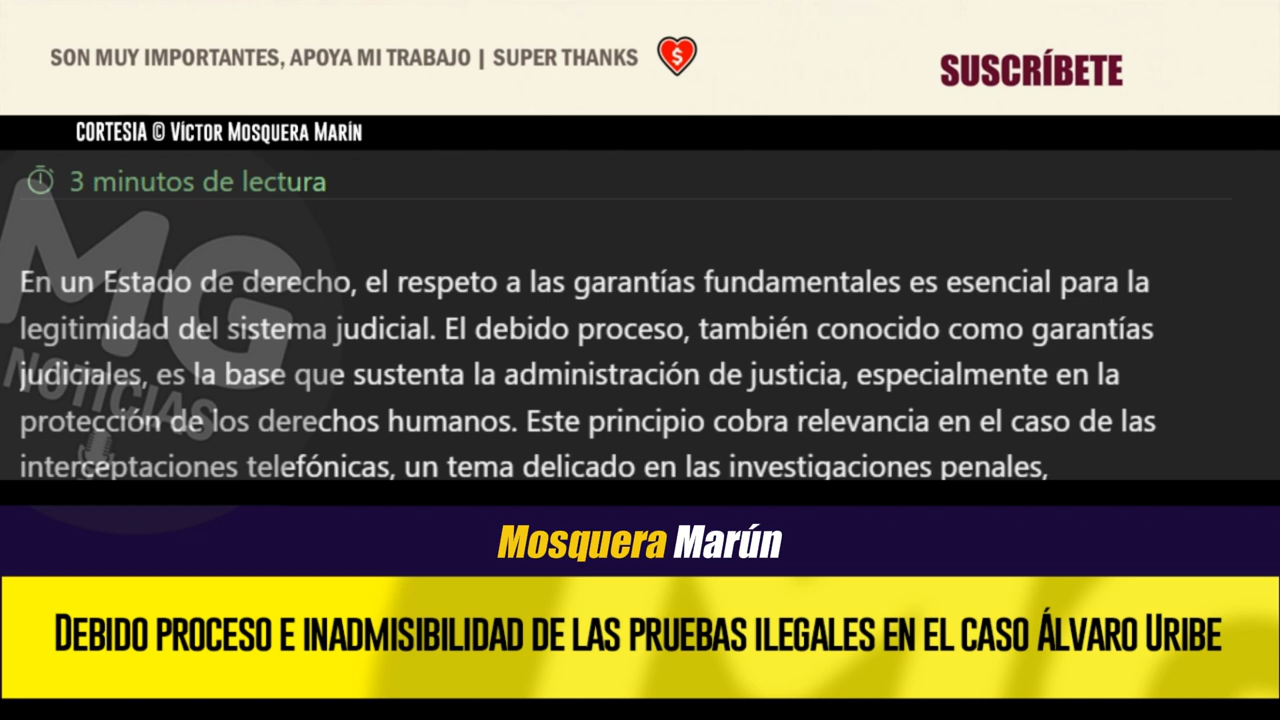 SON MUY IMPORTANTES, APOYA MI TRABAJO | SUPER THANKS $
SUSCRÍBETE
CORTESIA © VÍCTOR MOSQUERA MARÍN
3 minutos de lectura
MG
NOTICIAS
En un Estado de derecho, el respeto a las garantías fundamentales es esencial para la
legitimidad del sistema judicial. El debido proceso, también conocido como garantías
judiciales, es la base que sustenta la administración de justicia, especialmente en la
protección de los derechos humanos. Este principio cobra relevancia en el caso de las
interceptaciones telefónicas, un tema delicado en las investigaciones penales,
Mosquera Marún
DEBIDO PROCESO E INADMISIBILIDAD DE LAS PRUEBAS ILEGALES EN EL CASO ÁLVARO URIBE